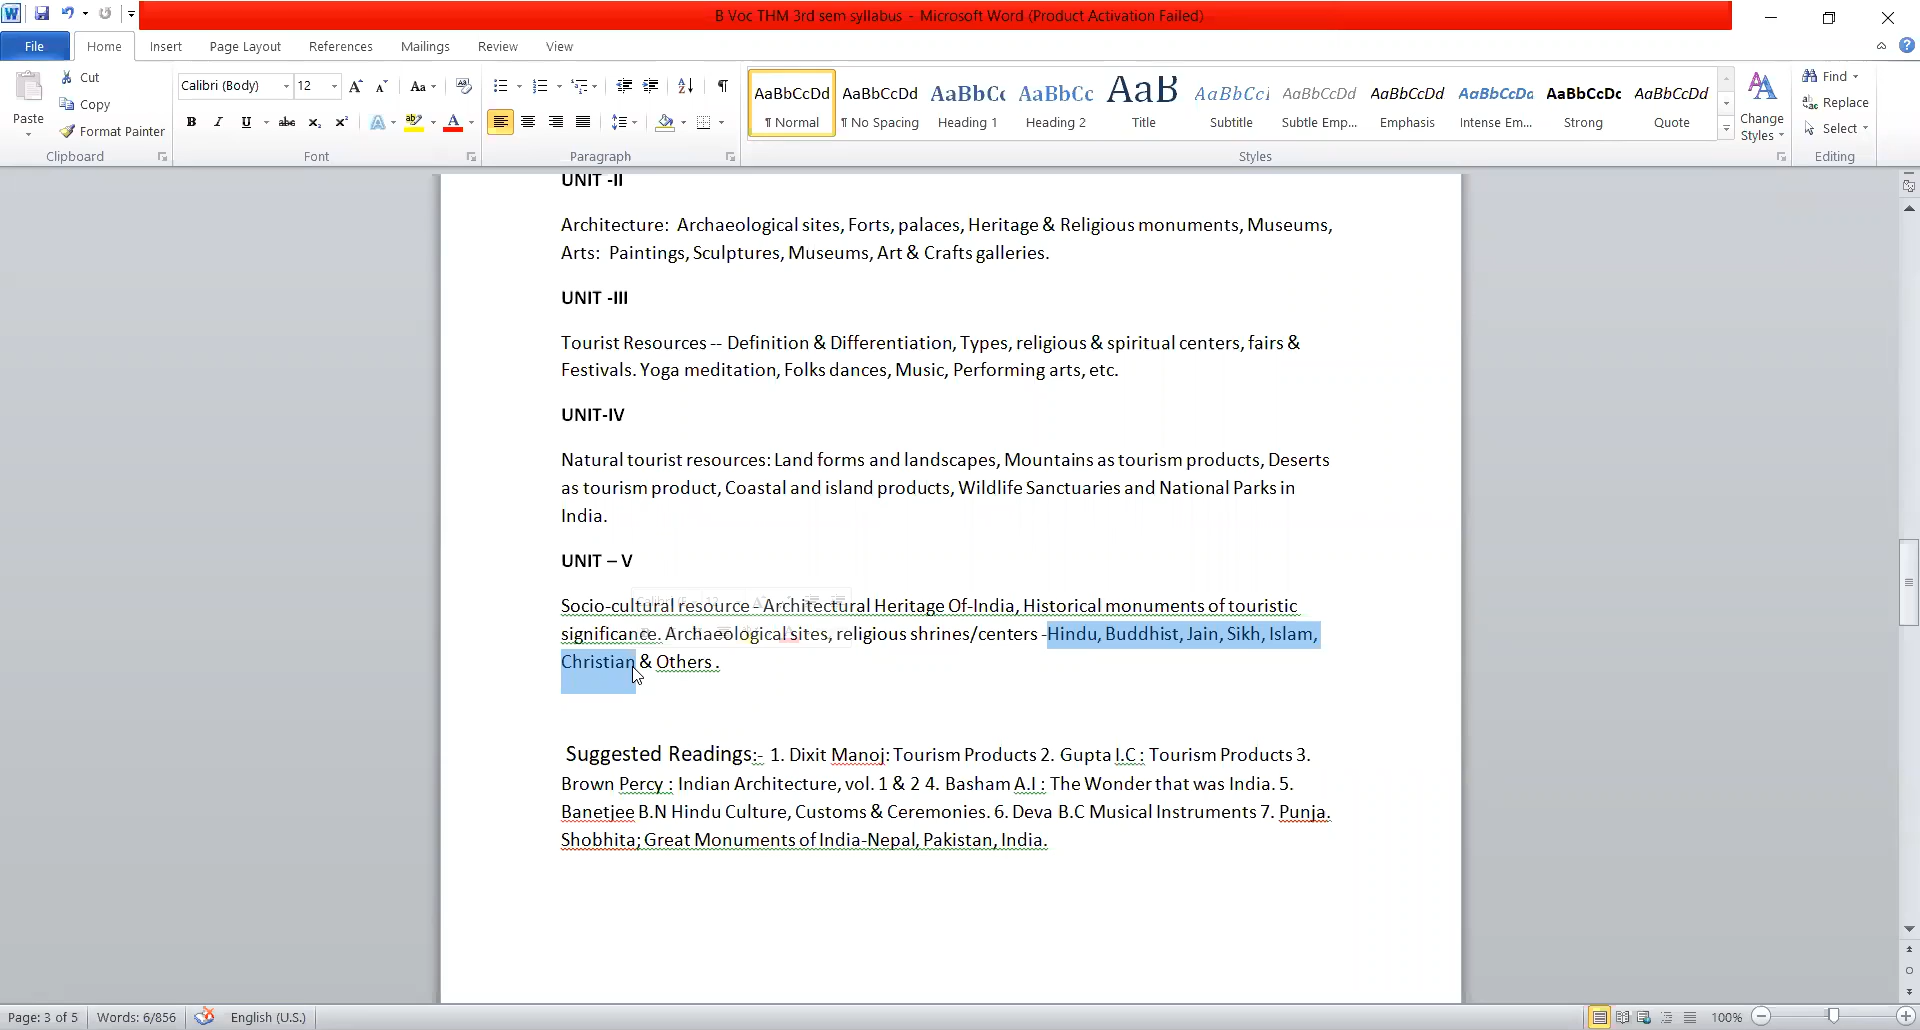 B Voc THM 3rd sem syllabus - Microsoft Word (Product Activation Failed)
File Home Insert Page Layout References Mailings Review View
Cut
Copy
Format Painter
Paste
Clipboard
Calibri (Body) 12
Font
Paragraph
AaBbCcDd AaBbCcDd AaBbCc AaBbCc AaB AaBbCcI AaBbCcDd AaBbCcDd AaBbCcDd AaBbCcDc AaBbCcDd
¶ Normal ¶ No Spacing Heading 1 Heading 2 Title Subtitle Subtle Emp... Emphasis Intense Em... Strong Quote
Styles
Change Styles
Find
Replace
Select
Editing
UNIT -II
Architecture: Archaeological sites, Forts, palaces, Heritage & Religious monuments, Museums,
Arts: Paintings, Sculptures, Museums, Art & Crafts galleries.
UNIT -III
Tourist Resources -- Definition & Differentiation, Types, religious & spiritual centers, fairs &
Festivals. Yoga meditation, Folks dances, Music, Performing arts, etc.
UNIT-IV
Natural tourist resources: Land forms and landscapes, Mountains as tourism products, Deserts
as tourism product, Coastal and island products, Wildlife Sanctuaries and National Parks in
India.
UNIT – V
Socio-cultural resource - Architectural Heritage Of-India, Historical monuments of touristic
significance. Archaeological sites, religious shrines/centers -Hindu, Buddhist, Jain, Sikh, Islam,
Christian & Others .
Suggested Readings:- 1. Dixit Manoj: Tourism Products 2. Gupta I.C : Tourism Products 3.
Brown Percy : Indian Architecture, vol. 1 & 2 4. Basham A.I : The Wonder that was India. 5.
Banetjee B.N Hindu Culture, Customs & Ceremonies. 6. Deva B.C Musical Instruments 7. Punja.
Shobhita; Great Monuments of India-Nepal, Pakistan, India.
Page: 3 of 5 Words: 6/856 English (U.S.) 100%